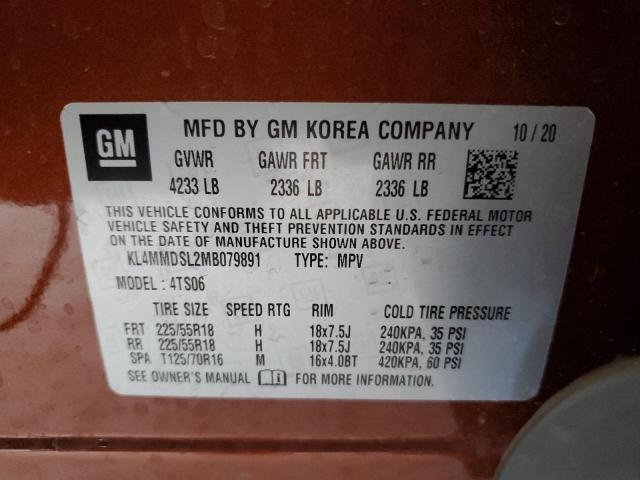 GM MFD BY GM KOREA COMPANY 10/20
GVWR GAWR FRT GAWR RR
4233 LB 2336 LB 2336 LB
THIS VEHICLE CONFORMS TO ALL APPLICABLE U.S. FEDERAL MOTOR
VEHICLE SAFETY AND THEFT PREVENTION STANDARDS IN EFFECT
ON THE DATE OF MANUFACTURE SHOWN ABOVE.
KL4MMDSL2MB079891 TYPE: MPV
MODEL: 4TS06
TIRE SIZE SPEED RTG RIM COLD TIRE PRESSURE
FRT 225/55R18 H 18x7.5J 240KPA, 35 PSI
RR 225/55R18 H 18x7.5J 240KPA, 35 PSI
SPA T125/70R16 M 16x4.0BT 420KPA, 60 PSI
SEE OWNER'S MANUAL FOR MORE INFORMATION.